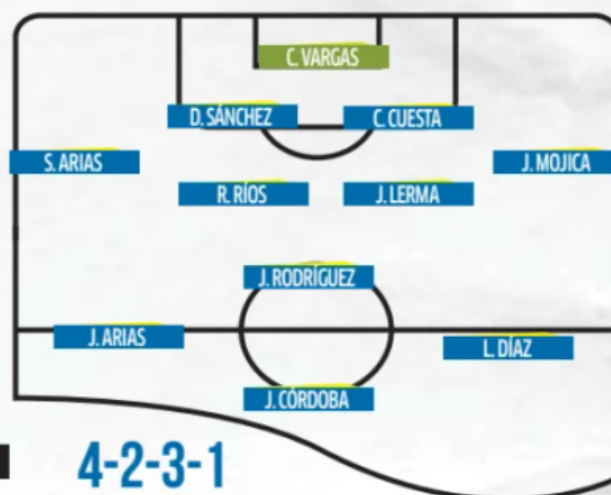 C. VARGAS
D. SÁNCHEZ
C. CUESTA
S. ARIAS
J. MOJICA
R. RÍOS
J. LERMA
J. RODRÍGUEZ
J. ARIAS
L. DÍAZ
J. CÓRDOBA
4-2-3-1